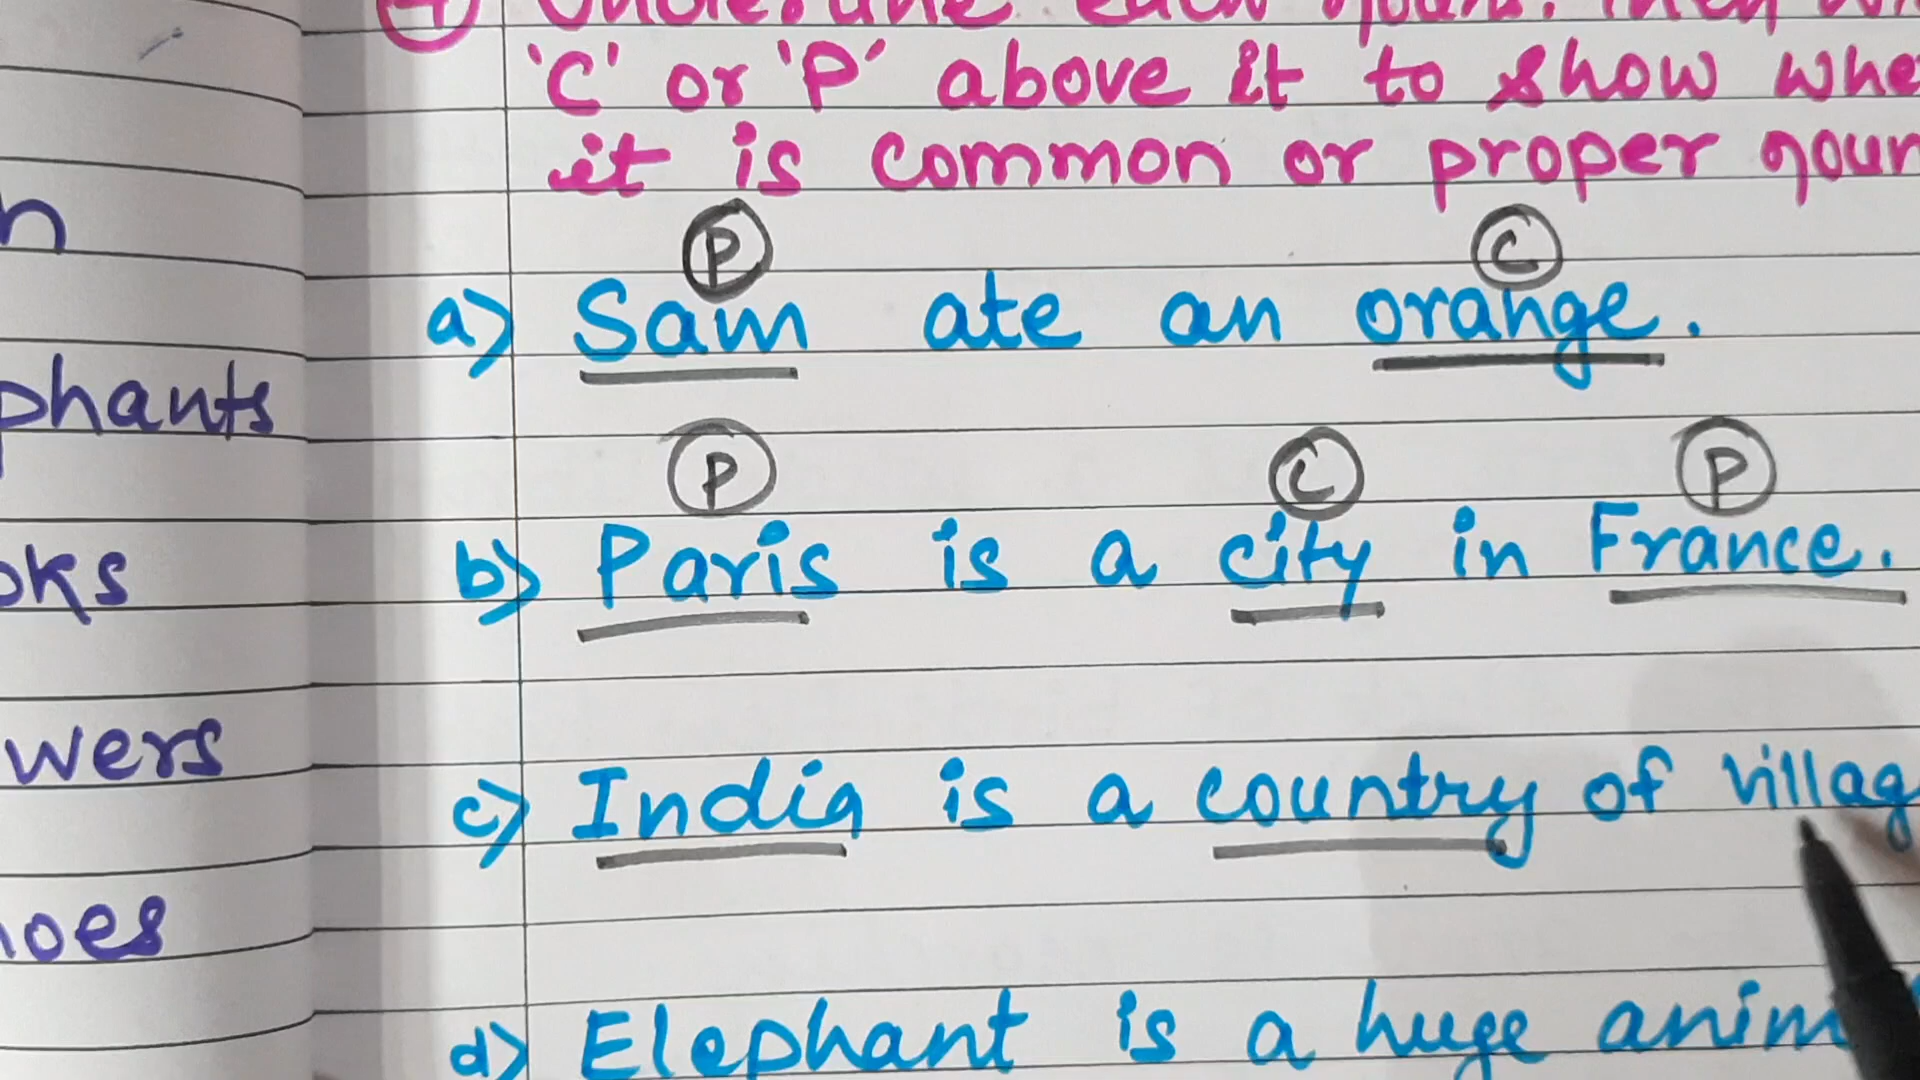 'C' or 'P' above it to show whe
it is common or proper noun
P C
a) Sam ate an orange.
P C P
b) Paris is a city in France.
c) India is a country of villag
d) Elephant is a huge anim
n
phants
oks
wers
hoes